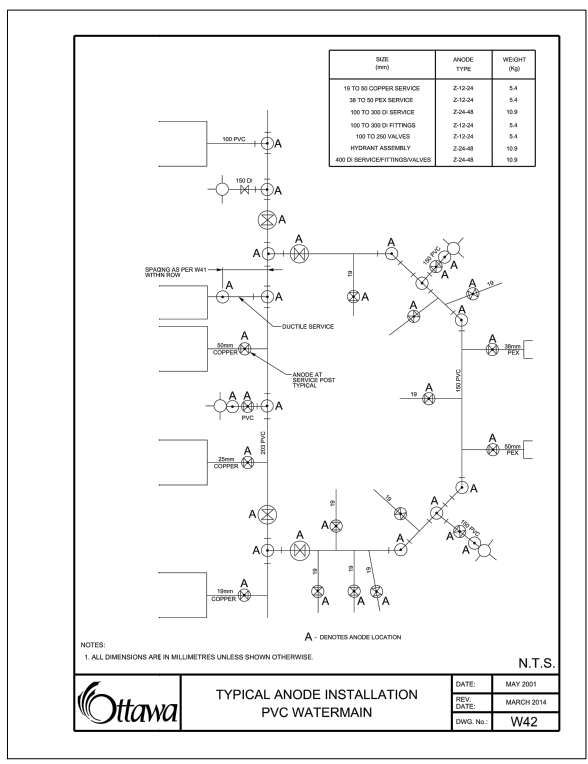 SIZE (mm) ANODE TYPE WEIGHT (Kg)
19 TO 50 COPPER SERVICE Z-12-24 5.4
38 TO 50 PEX SERVICE Z-12-24 5.4
100 TO 300 DI SERVICE Z-24-48 10.9
100 TO 300 DI FITTINGS Z-12-24 5.4
100 TO 250 VALVES Z-12-24 5.4
HYDRANT ASSEMBLY Z-24-48 10.9
400 DI SERVICE/FITTINGS/VALVES Z-24-48 10.9
100 PVC
A
150 DI
A
A
A
A
A
150 PVC
A
A
SPACING AS PER W41
WITHIN ROW
A
A
19
A
A
A
19
DUCTILE SERVICE
A
50mm
COPPER
A
38mm
PEX
ANODE AT
SERVICE POST
TYPICAL
150 PVC
A
A
A
PVC
19
A
203 PVC
A
50mm
PEX
A
25mm
COPPER
A
A
19
19
A
150 PVC
A
A
A
A
A
A
19
19
19
A
19mm
COPPER
A
A
A
A - DENOTES ANODE LOCATION
NOTES:
1. ALL DIMENSIONS ARE IN MILLIMETRES UNLESS SHOWN OTHERWISE.
N.T.S.
Ottawa
TYPICAL ANODE INSTALLATION
PVC WATERMAIN
DATE: MAY 2001
REV. DATE: MARCH 2014
DWG. No.: W42